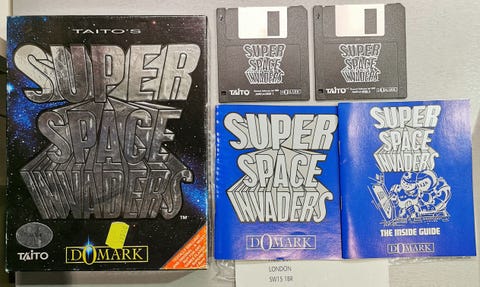 TAITO'S
SUPER
SPACE
INVADERS
TM
TAITO
DOMARK
SUPER
SPACE
INVADERS
TAITO
DOMARK
SUPER
SPACE
INVADERS
TAITO
DOMARK
SUPER
SPACE
INVADERS
DOMARK
SUPER
SPACE
INVADERS
THE INSIDE GUIDE
DOMARK
LONDON
SW15 1BR